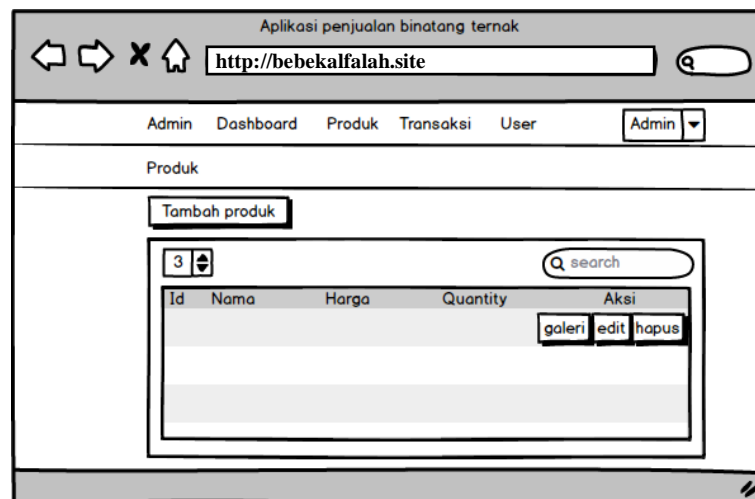 Aplikasi penjualan binatang ternak
http://bebekalfalah.site
Admin Dashboard Produk Transaksi User Admin
Produk
Tambah produk
3 search
Id Nama Harga Quantity Aksi
galeri edit hapus